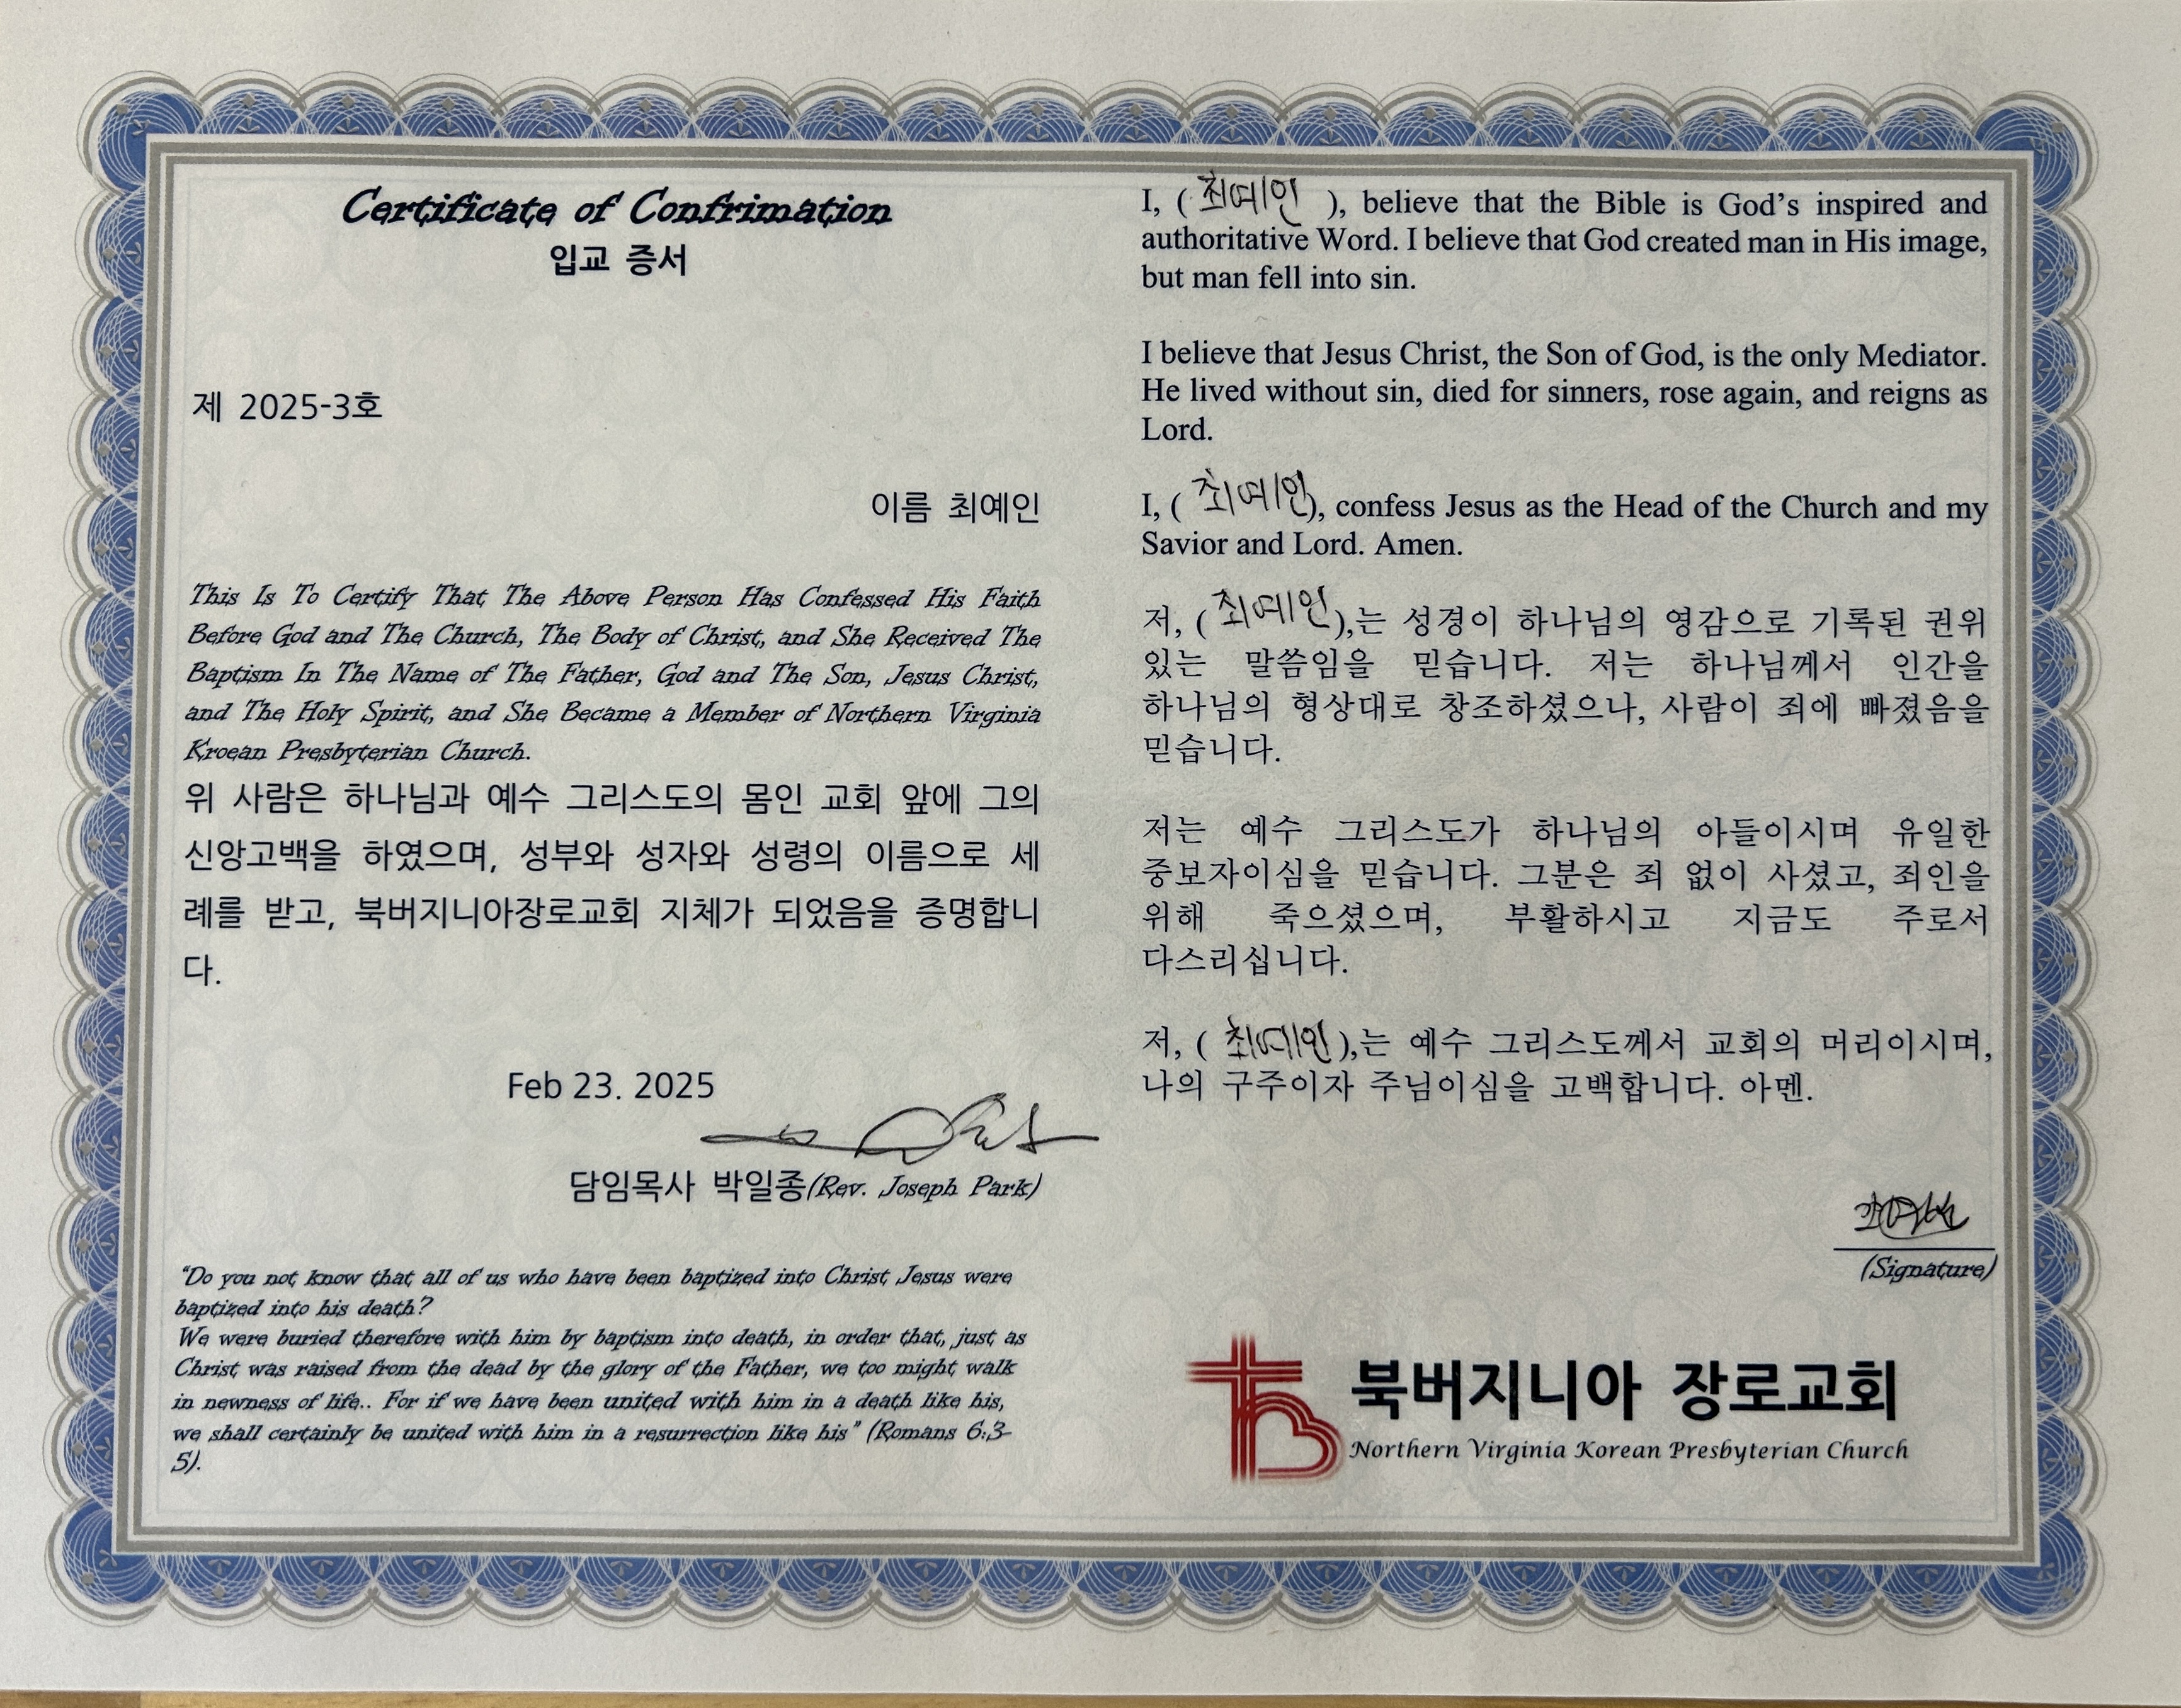 Certificate of Confrimation
입교 증서
제 2025-3호
이름 최예인
This Is To Certify That The Above Person Has Confessed His Faith
Before God and The Church, The Body of Christ, and She Received The
Baptism In The Name of The Father, God and The Son, Jesus Christ,
and The Holy Spirit, and She Became a Member of Northern Virginia
Kroean Presbyterian Church.
위 사람은 하나님과 예수 그리스도의 몸인 교회 앞에 그의
신앙고백을 하였으며, 성부와 성자와 성령의 이름으로 세
례를 받고, 북버지니아장로교회 지체가 되었음을 증명합니
다.
Feb 23. 2025
담임목사 박일종(Rev. Joseph Park)
"Do you not know that all of us who have been baptized into Christ Jesus were
baptized into his death?
We were buried therefore with him by baptism into death, in order that, just as
Christ was raised from the dead by the glory of the Father, we too might walk
in newness of life.. For if we have been united with him in a death like his,
we shall certainly be united with him in a resurrection like his" (Romans 6:3-
5).
I, ( 최예인 ), believe that the Bible is God's inspired and
authoritative Word. I believe that God created man in His image,
but man fell into sin.
I believe that Jesus Christ, the Son of God, is the only Mediator.
He lived without sin, died for sinners, rose again, and reigns as
Lord.
I, ( 최예인), confess Jesus as the Head of the Church and my
Savior and Lord. Amen.
저, ( 최예인),는 성경이 하나님의 영감으로 기록된 권위
있는 말씀임을 믿습니다. 저는 하나님께서 인간을
하나님의 형상대로 창조하셨으나, 사람이 죄에 빠졌음을
믿습니다.
저는 예수 그리스도가 하나님의 아들이시며 유일한
중보자이심을 믿습니다. 그분은 죄 없이 사셨고, 죄인을
위해 죽으셨으며, 부활하시고 지금도 주로서
다스리십니다.
저, ( 최예인 ),는 예수 그리스도께서 교회의 머리이시며,
나의 구주이자 주님이심을 고백합니다. 아멘.
(Signature)
북버지니아 장로교회
Northern Virginia Korean Presbyterian Church